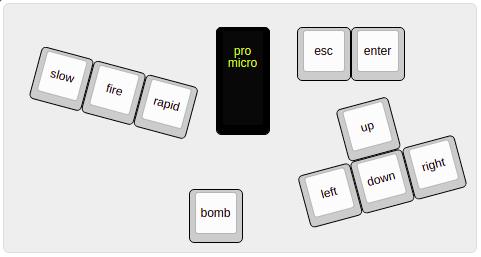 slow
fire
rapid
pro
micro
esc
enter
up
left
down
right
bomb